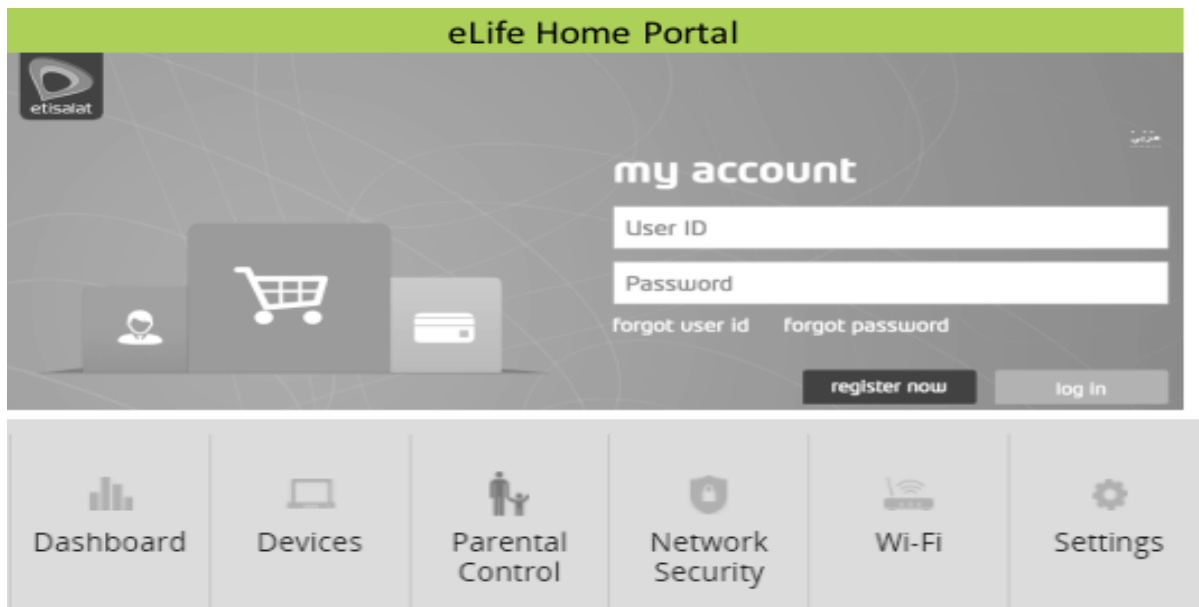 eLife Home Portal
etisalat
عربي
my account
User ID
Password
forgot user id forgot password
register now log in
Dashboard Devices Parental Control Network Security Wi-Fi Settings